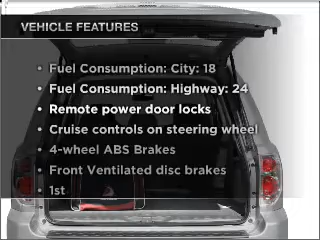 VEHICLE FEATURES
• Fuel Consumption: City: 18
• Fuel Consumption: Highway: 24
• Remote power door locks
• Cruise controls on steering wheel
• 4-wheel ABS Brakes
• Front Ventilated disc brakes
• 1st